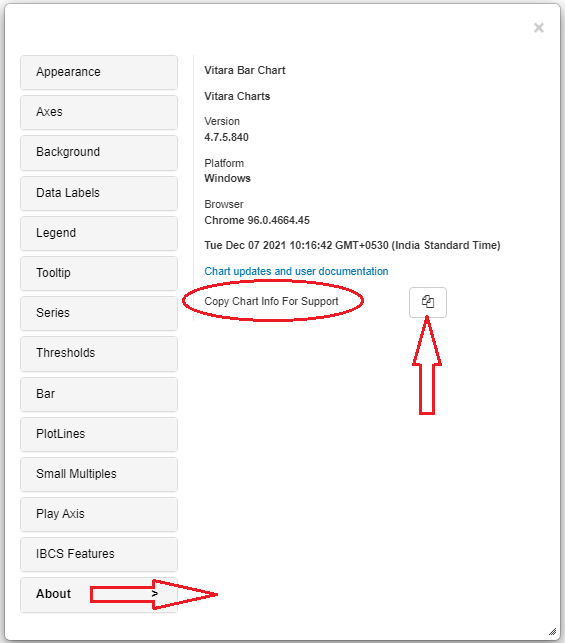 ×
Appearance
Axes
Background
Data Labels
Legend
Tooltip
Series
Thresholds
Bar
PlotLines
Small Multiples
Play Axis
IBCS Features
About >
Vitara Bar Chart
Vitara Charts
Version
4.7.5.840
Platform
Windows
Browser
Chrome 96.0.4664.45
Tue Dec 07 2021 10:16:42 GMT+0530 (India Standard Time)
Chart updates and user documentation
Copy Chart Info For Support